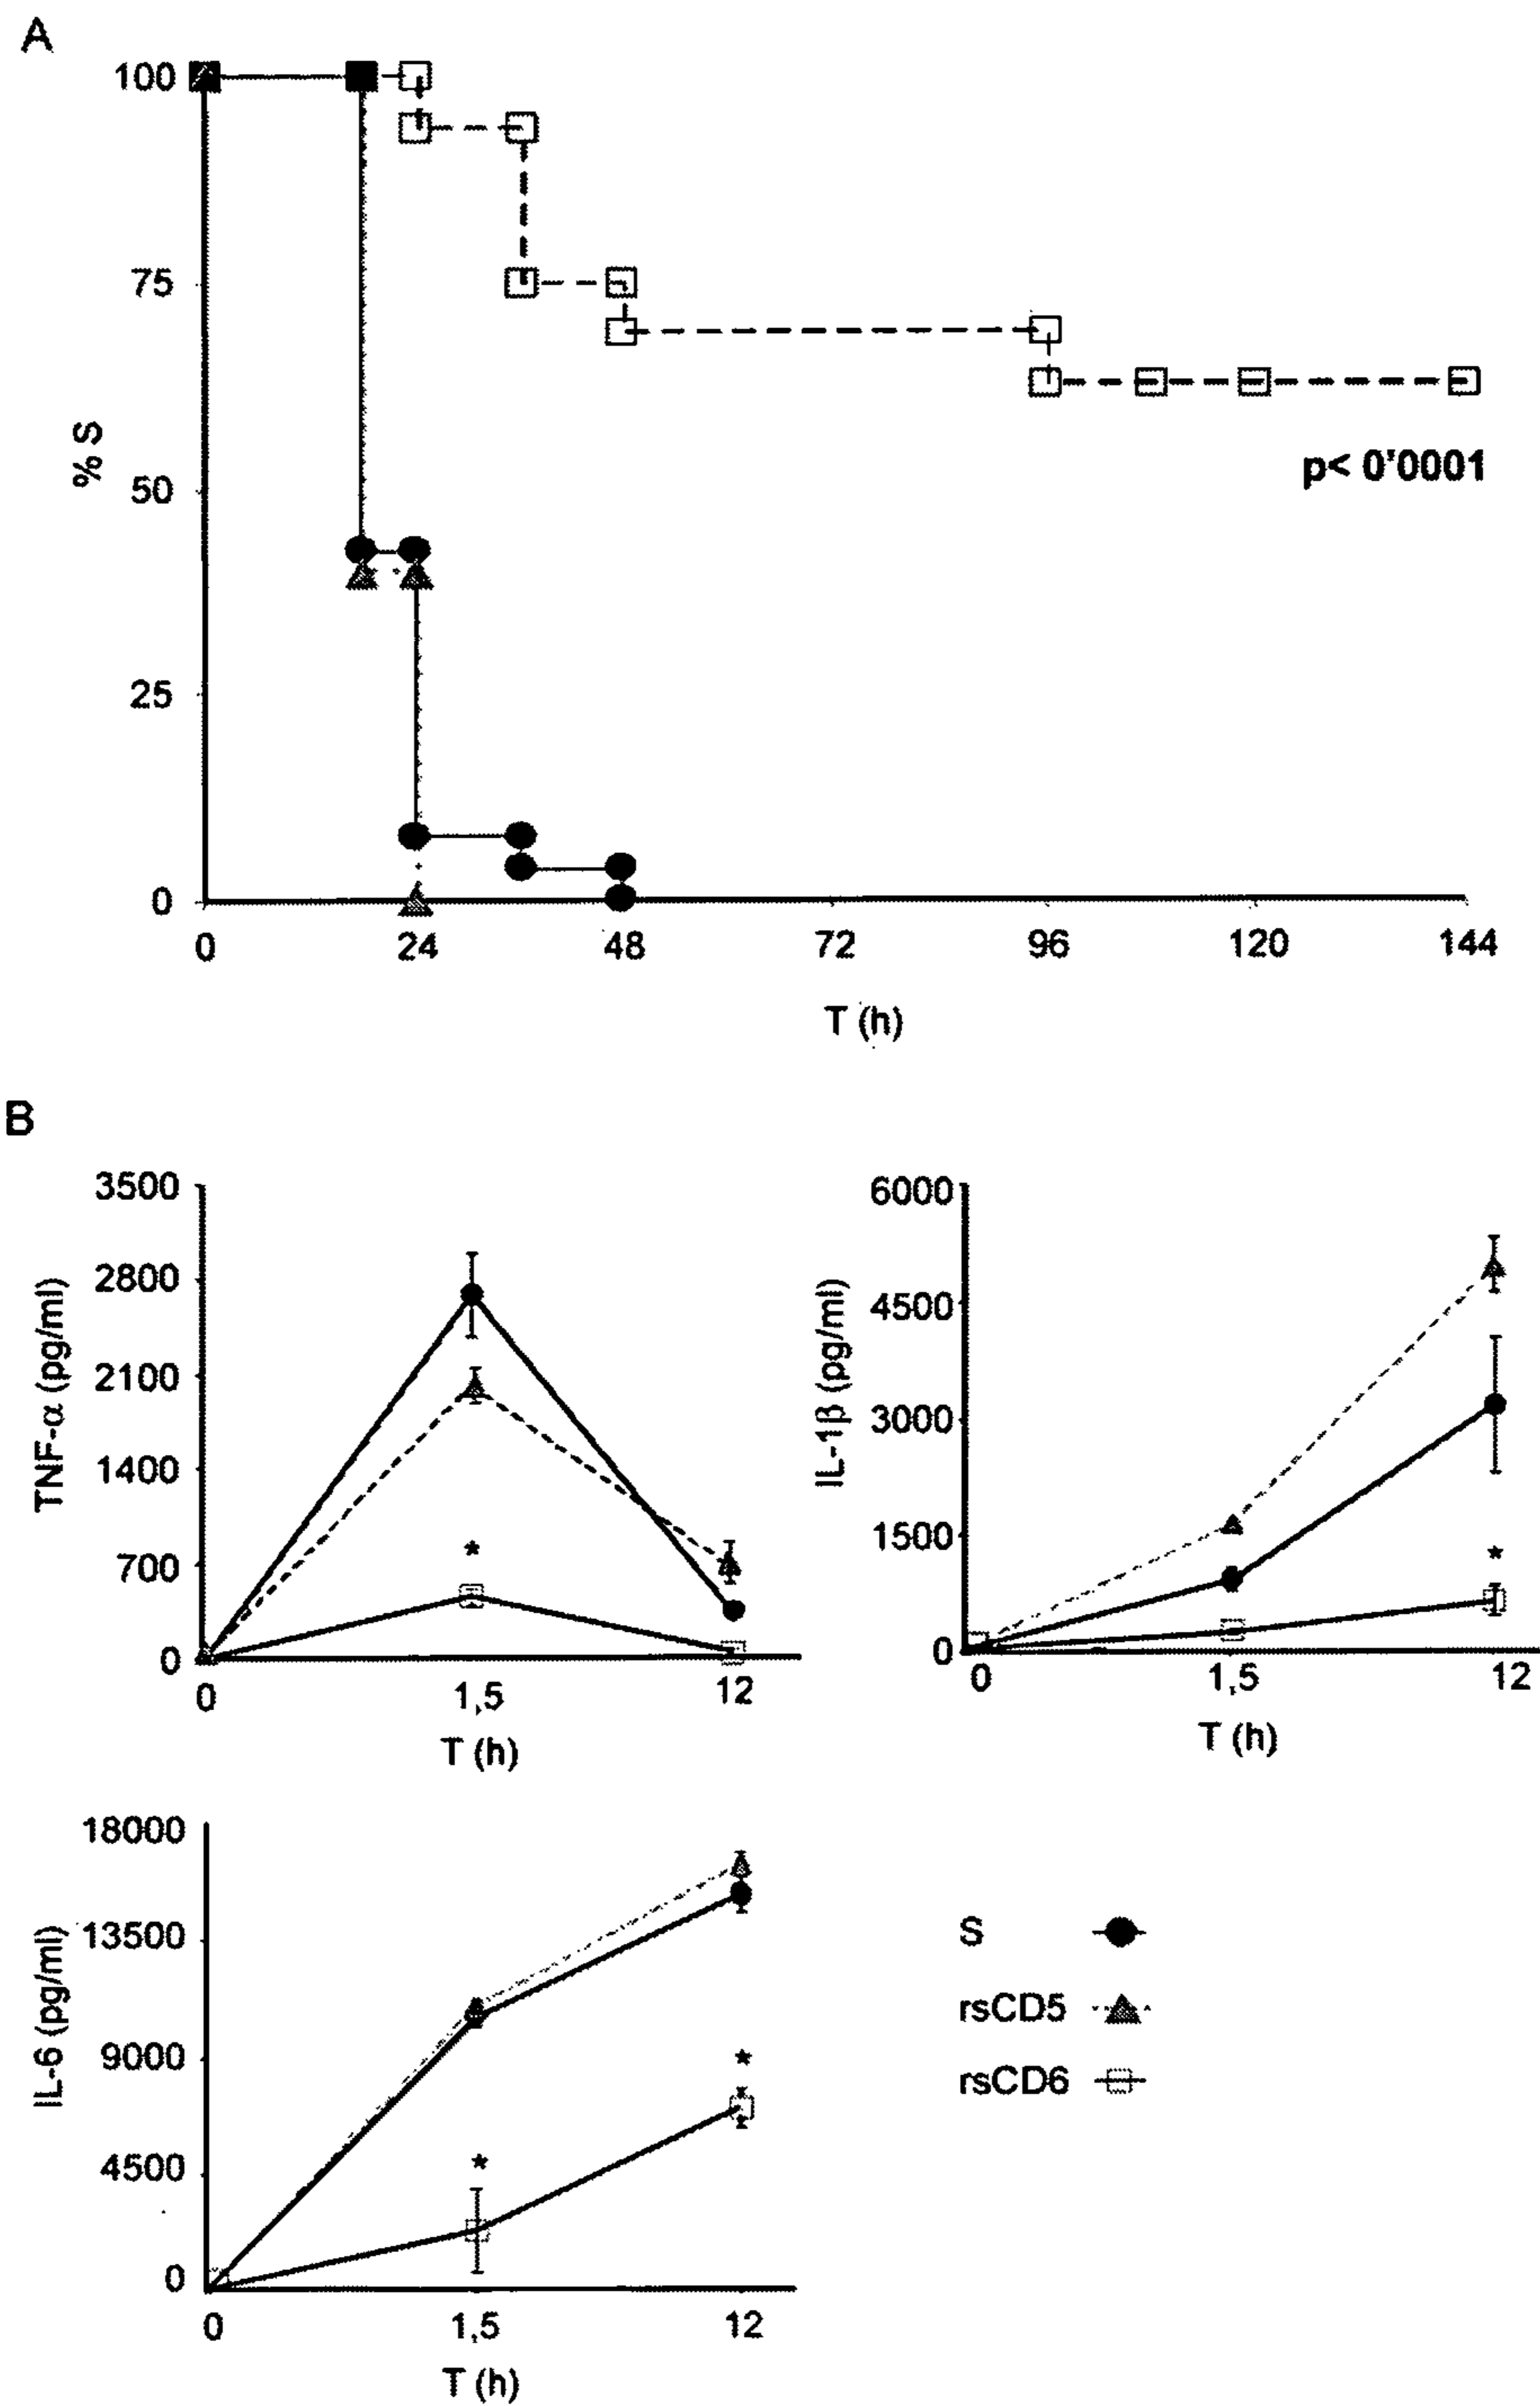 A
100
75
% S
50
25
0
p< 0'0001
0 24 48 72 96 120 144
T (h)
B
3500
2800
2100
1400
700
0
TNF-α (pg/ml)
*
0 1,5 12
T (h)
6000
4500
3000
1500
0
IL-1β (pg/ml)
*
0 1,5 12
T (h)
18000
13500
9000
4500
0
IL-6 (pg/ml)
*
*
0 1,5 12
T (h)
S
rsCD5
rsCD6